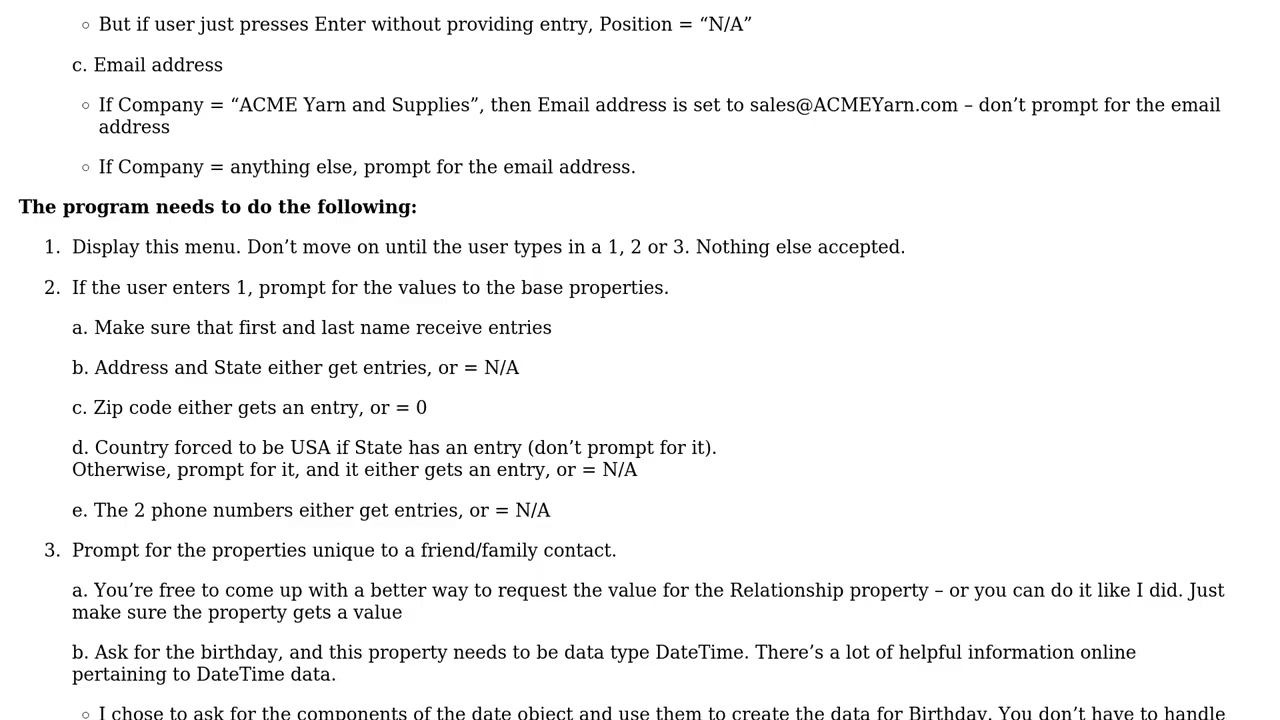 ◦ But if user just presses Enter without providing entry, Position = “N/A”
c. Email address
◦ If Company = “ACME Yarn and Supplies”, then Email address is set to sales@ACMEYarn.com – don’t prompt for the email
address
◦ If Company = anything else, prompt for the email address.
The program needs to do the following:
1. Display this menu. Don’t move on until the user types in a 1, 2 or 3. Nothing else accepted.
2. If the user enters 1, prompt for the values to the base properties.
a. Make sure that first and last name receive entries
b. Address and State either get entries, or = N/A
c. Zip code either gets an entry, or = 0
d. Country forced to be USA if State has an entry (don’t prompt for it).
Otherwise, prompt for it, and it either gets an entry, or = N/A
e. The 2 phone numbers either get entries, or = N/A
3. Prompt for the properties unique to a friend/family contact.
a. You’re free to come up with a better way to request the value for the Relationship property – or you can do it like I did. Just
make sure the property gets a value
b. Ask for the birthday, and this property needs to be data type DateTime. There’s a lot of helpful information online
pertaining to DateTime data.
◦ I chose to ask for the components of the date object and use them to create the data for Birthday. You don’t have to handle